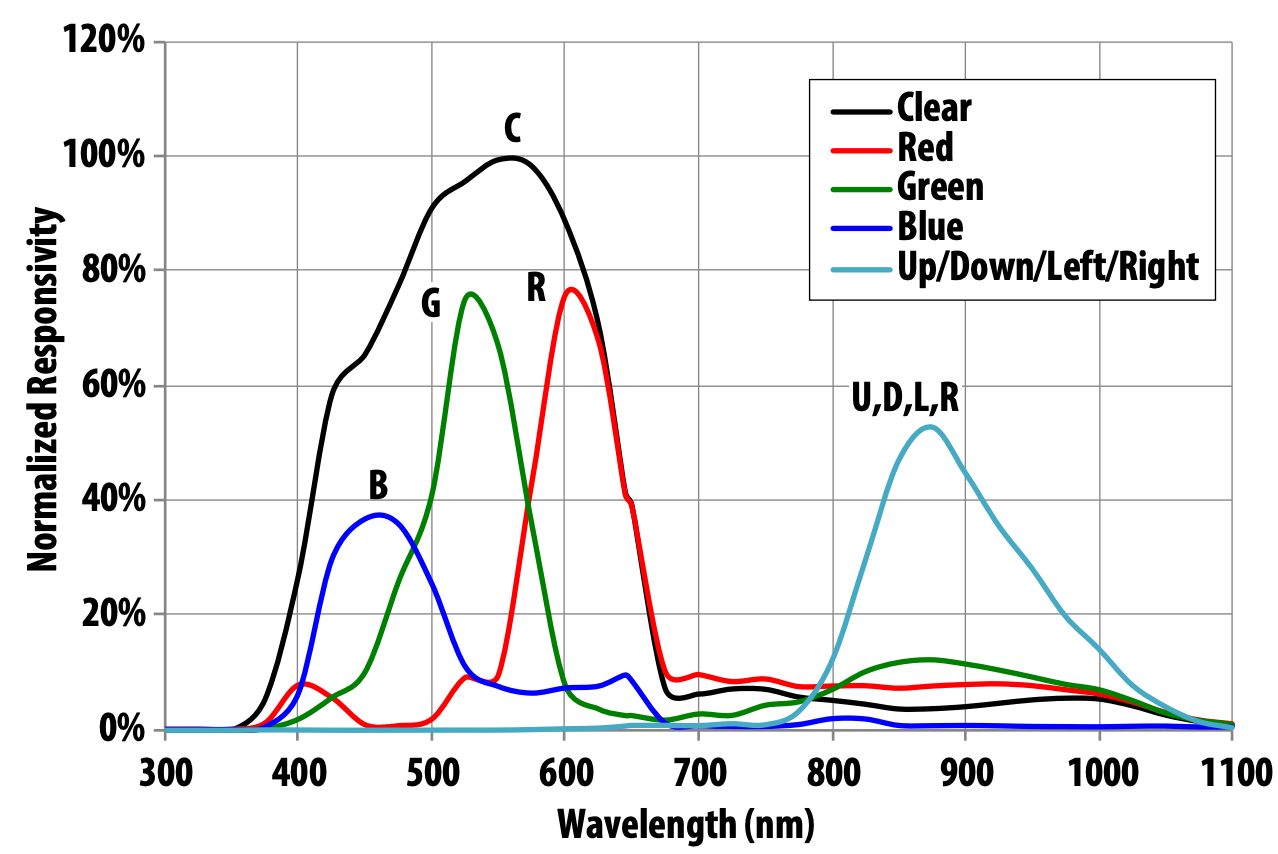 120%
100%
80%
60%
40%
20%
0%
Normalized Responsivity
300 400 500 600 700 800 900 1000 1100
Wavelength (nm)
C
G
R
B
U,D,L,R
Clear
Red
Green
Blue
Up/Down/Left/Right